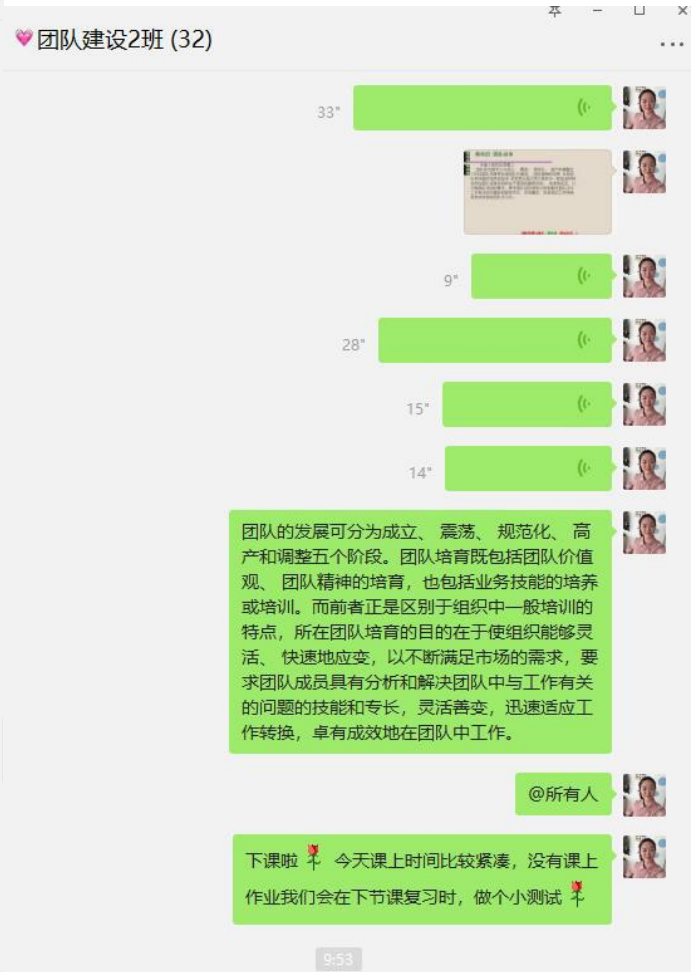 团队建设2班 (32)
33"
9"
28"
15"
14"
团队的发展可分为成立、 震荡、 规范化、 高
产和调整五个阶段。团队培育既包括团队价值
观、 团队精神的培育，也包括业务技能的培养
或培训。而前者正是区别于组织中一般培训的
特点，所在团队培育的目的在于使组织能够灵
活、 快速地应变，以不断满足市场的需求，要
求团队成员具有分析和解决团队中与工作有关
的问题的技能和专长，灵活善变，迅速适应工
作转换，卓有成效地在团队中工作。
@所有人
下课啦 今天课上时间比较紧凑，没有课上
作业我们会在下节课复习时，做个小测试
9:53